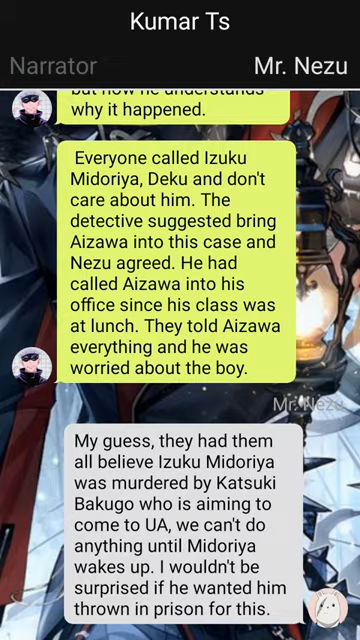 Kumar Ts
Narrator
Mr. Nezu
but now he understands
why it happened.
Everyone called Izuku
Midoriya, Deku and don't
care about him. The
detective suggested bring
Aizawa into this case and
Nezu agreed. He had
called Aizawa into his
office since his class was
at lunch. They told Aizawa
everything and he was
worried about the boy.
Mr. Nezu
My guess, they had them
all believe Izuku Midoriya
was murdered by Katsuki
Bakugo who is aiming to
come to UA, we can't do
anything until Midoriya
wakes up. I wouldn't be
surprised if he wanted him
thrown in prison for this.